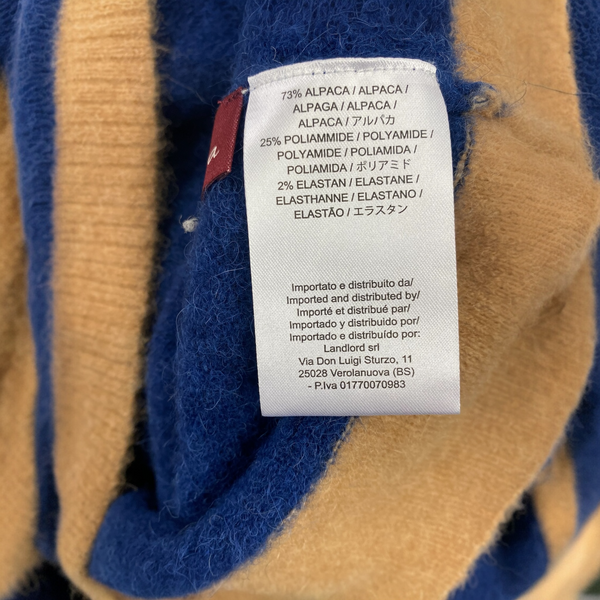 73% ALPACA / ALPACA /
ALPAGA / ALPACA /
ALPACA / アルパカ
25% POLIAMMIDE / POLYAMIDE /
POLYAMIDE / POLIAMIDA /
POLIAMIDA / ポリアミド
2% ELASTAN / ELASTANE /
ELASTHANNE / ELASTANO /
ELASTÃO / エラスタン
Importato e distribuito da/
Imported and distributed by/
Importé et distribué par/
Importado y distribuido por/
Importado e distribuído por:
Landlord srl
Via Don Luigi Sturzo, 11
25028 Verolanuova (BS)
- P.Iva 01770070983